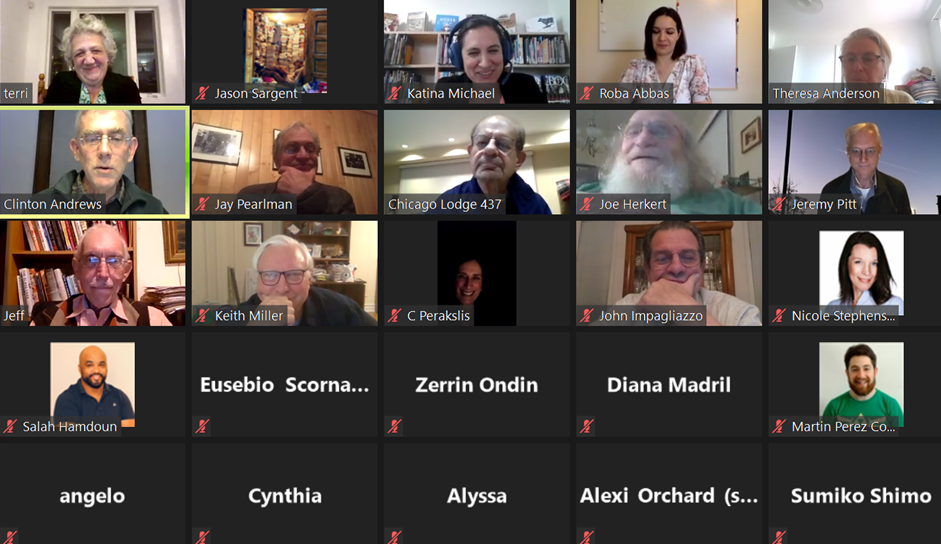 terri
Jason Sargent
Katina Michael
Roba Abbas
Theresa Anderson
Clinton Andrews
Jay Pearlman
Chicago Lodge 437
Joe Herkert
Jeremy Pitt
Jeff
Keith Miller
C Perakslis
John Impagliazzo
Nicole Stephens...
Salah Hamdoun
Eusebio Scorna...
Zerrin Ondin
Diana Madril
Martin Perez Co...
angelo
Cynthia
Alyssa
Alexi Orchard (s...
Sumiko Shimo